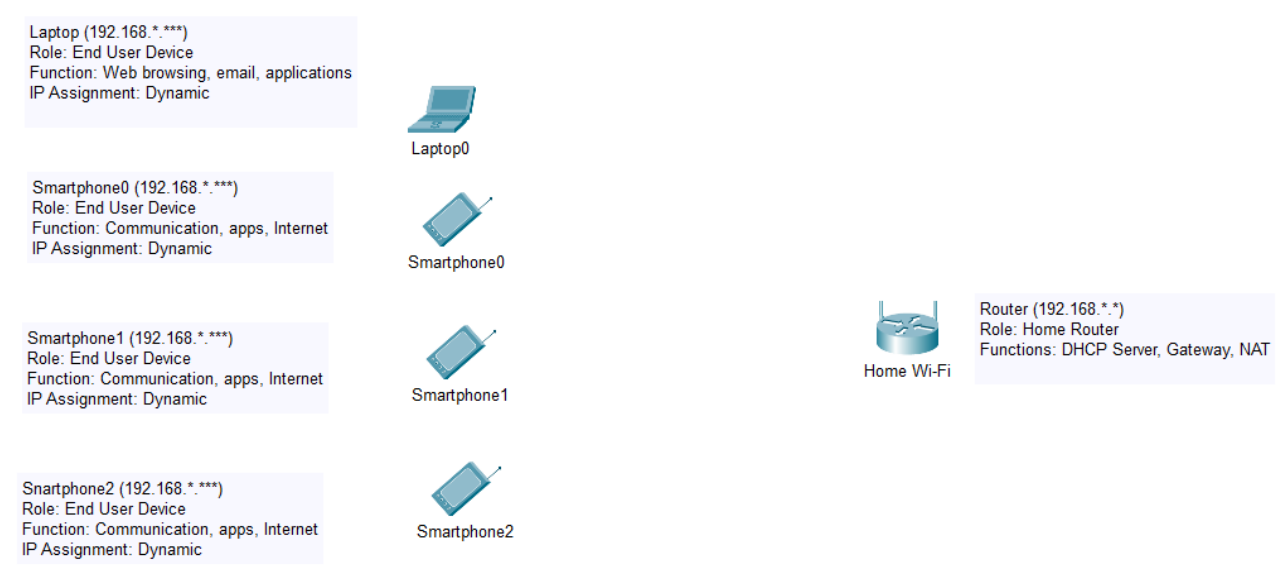 Laptop (192.168.*.***)
Role: End User Device
Function: Web browsing, email, applications
IP Assignment: Dynamic
Laptop0
Smartphone0 (192.168.*.***)
Role: End User Device
Function: Communication, apps, Internet
IP Assignment: Dynamic
Smartphone0
Router (192.168.*.*)
Role: Home Router
Functions: DHCP Server, Gateway, NAT
Home Wi-Fi
Smartphone1 (192.168.*.***)
Role: End User Device
Function: Communication, apps, Internet
IP Assignment: Dynamic
Smartphone1
Snartphone2 (192.168.*.***)
Role: End User Device
Function: Communication, apps, Internet
IP Assignment: Dynamic
Smartphone2